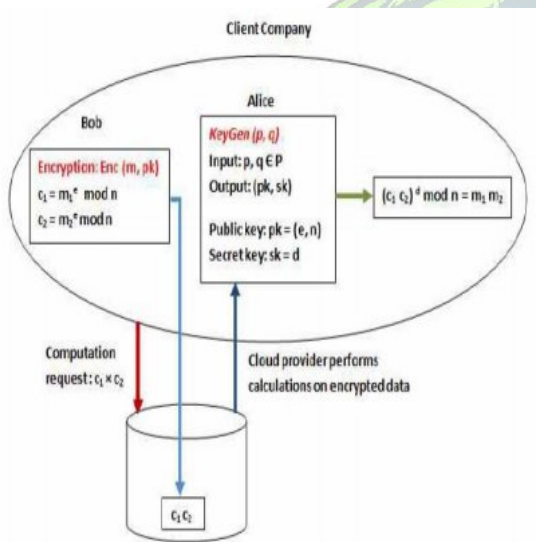 Client Company
Bob
Encryption: Enc (m, pk)
c₁ = m₁ᵉ mod n
c₂ = m₂ᵉ mod n
Alice
KeyGen (p, q)
Input: p, q ∈ P
Output: (pk, sk)
Public key: pk = (e, n)
Secret key: sk = d
(c₁ c₂)ᵈ mod n = m₁ m₂
Computation
request: c₁ × c₂
Cloud provider performs
calculations on encrypted data
c₁ c₂